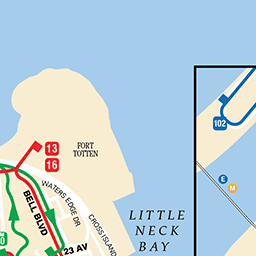 102
13
16
FORT
TOTTEN
E
M
WATERS EDGE DR
BELL BLVD
CROSS ISLAND
LITTLE
NECK
BAY
23 AV